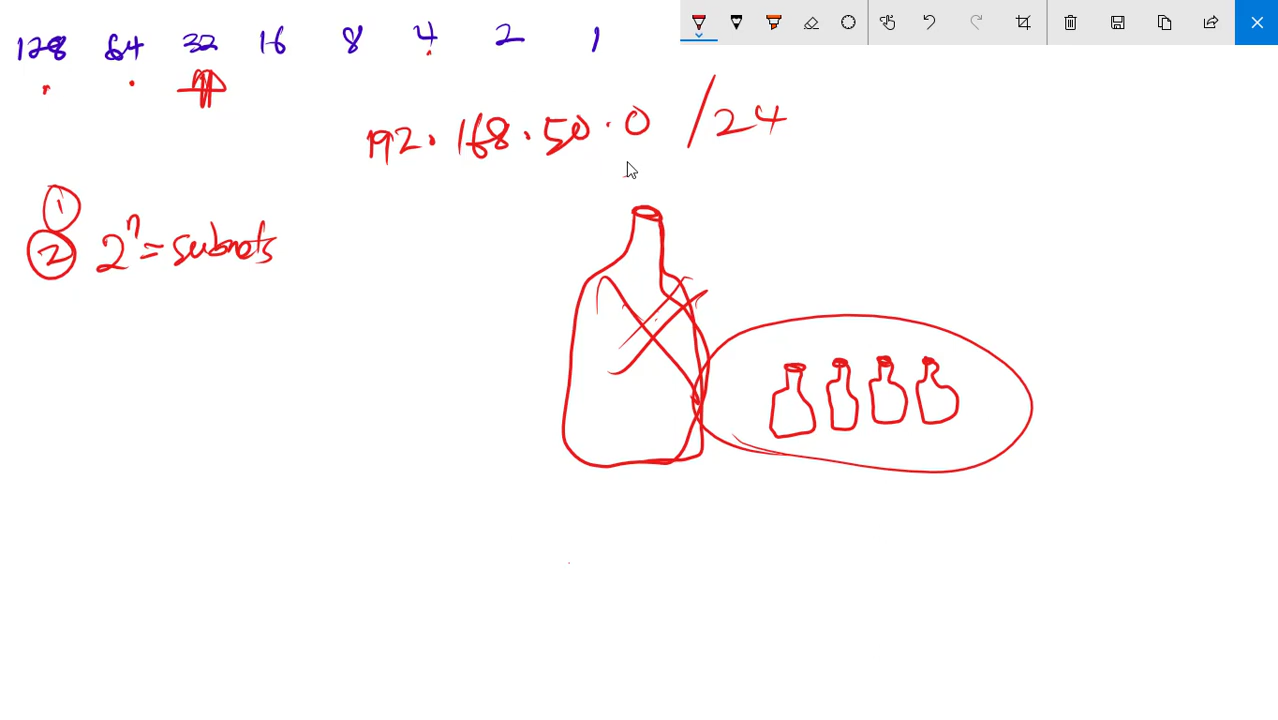 128 64 32 16 8 4 2 1
192.168.50.0 /24
1
2 2ⁿ = subnets